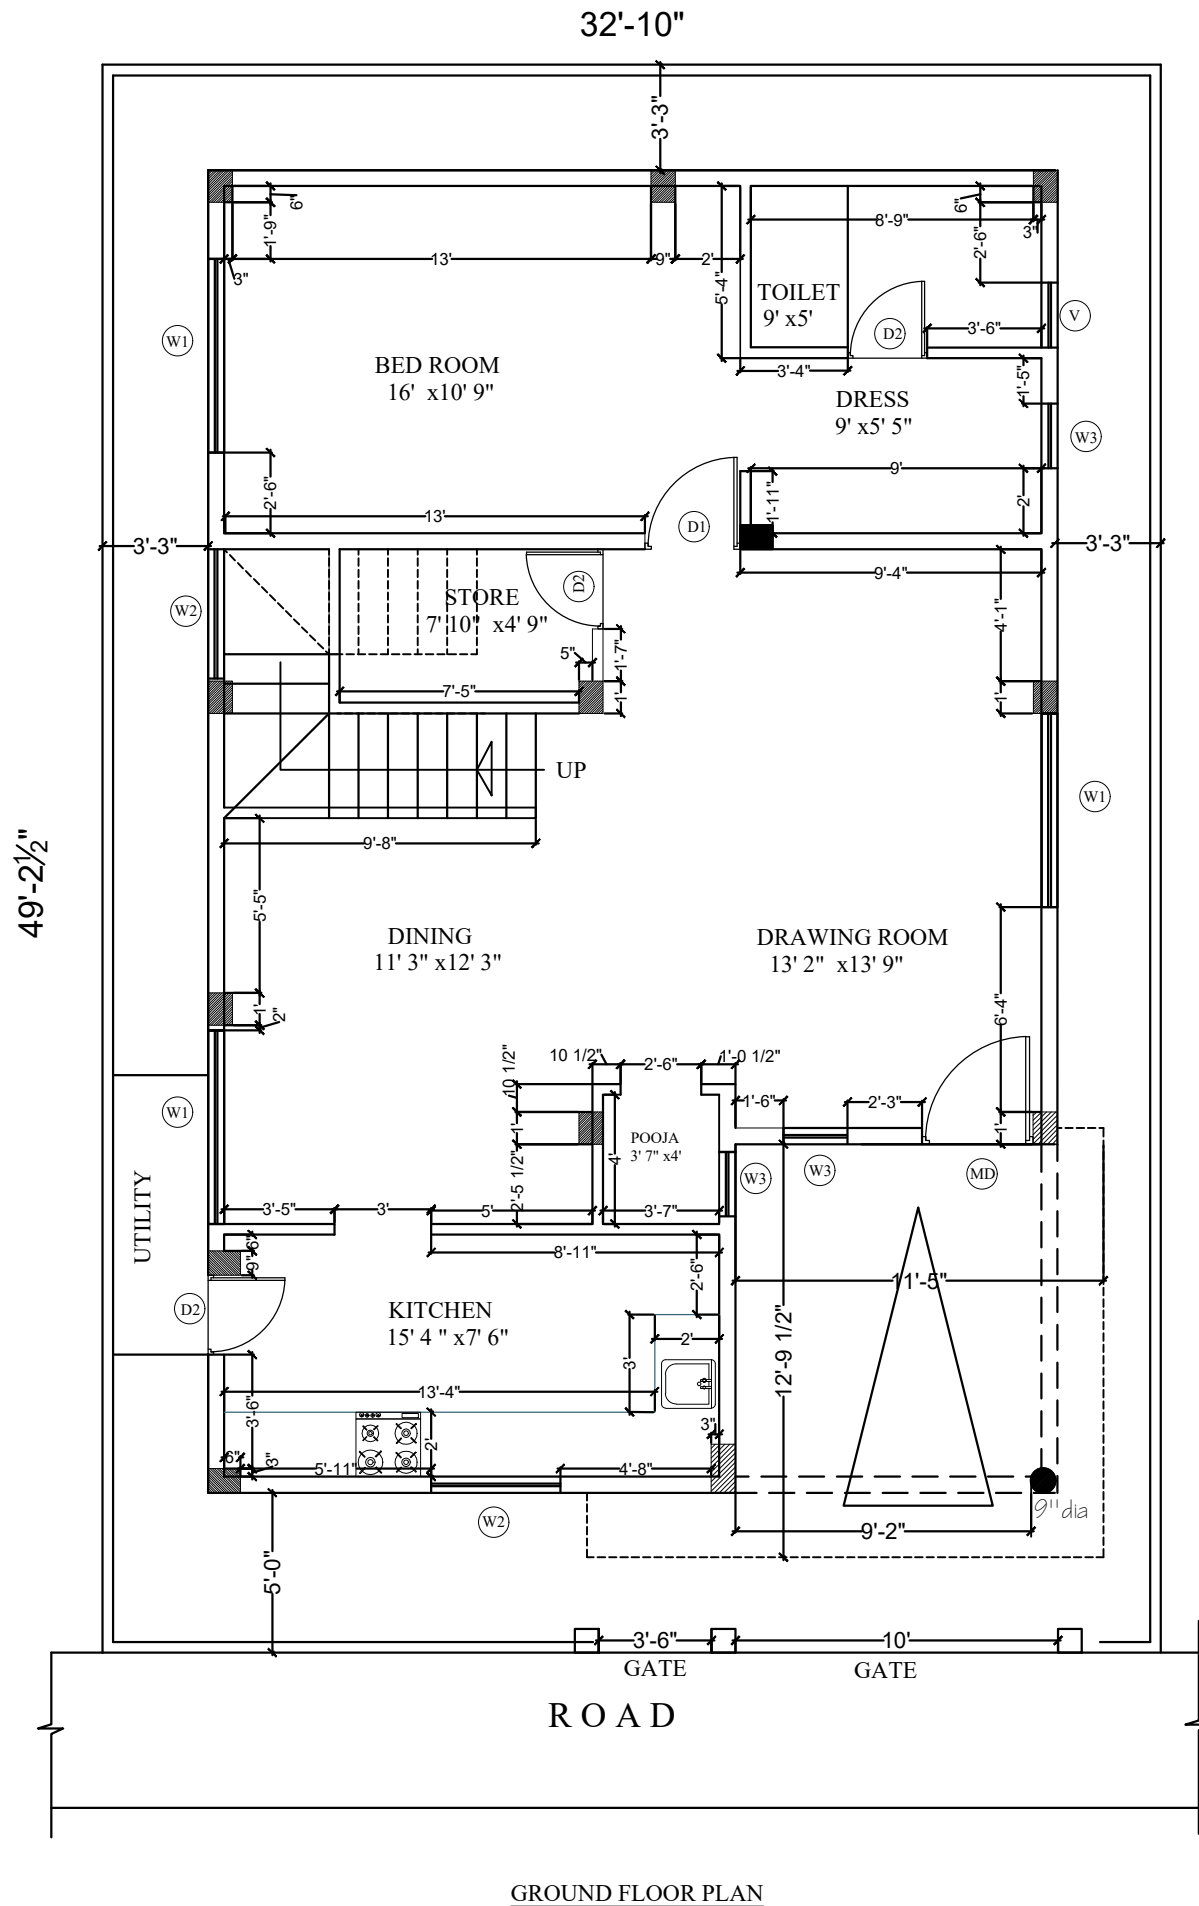 32'-10"
3'-3"
6"
1'-9"
3"
13'
9"
2'
5'-4"
8'-9"
6"
2'-6"
3"
TOILET
9' x5'
D2
3'-6"
V
W1
BED ROOM
16' x10' 9"
3'-4"
1'-5"
DRESS
9' x5' 5"
W3
9'
2'-6"
13'
D1
1'-11"
2'
3'-3"
3'-3"
9'-4"
W2
STORE
7' 10" x4' 9"
D2
4'-1"
5"
1'-7"
7'-5"
1'
1'
UP
W1
9'-8"
49'-2½"
5'-5"
DINING
11' 3" x12' 3"
DRAWING ROOM
13' 2" x13' 9"
1'
2"
6'-4"
10 1/2"
2'-6"
1'-0 1/2"
10 1/2"
1'-6"
2'-3"
W1
1'
1'
POOJA
3' 7" x4'
4'
2'-5 1/2"
W3
W3
MD
UTILITY
3'-5"
3'
5'
3'-7"
6"
9"
8'-11"
2'-6"
11'-5"
D2
KITCHEN
15' 4 " x7' 6"
2'
3'
12'-9 1/2"
13'-4"
3'-6"
2'
3"
6"
3"
5'-11"
4'-8"
W2
9" dia
9'-2"
5'-0"
3'-6"
10'
GATE
GATE
ROAD
GROUND FLOOR PLAN